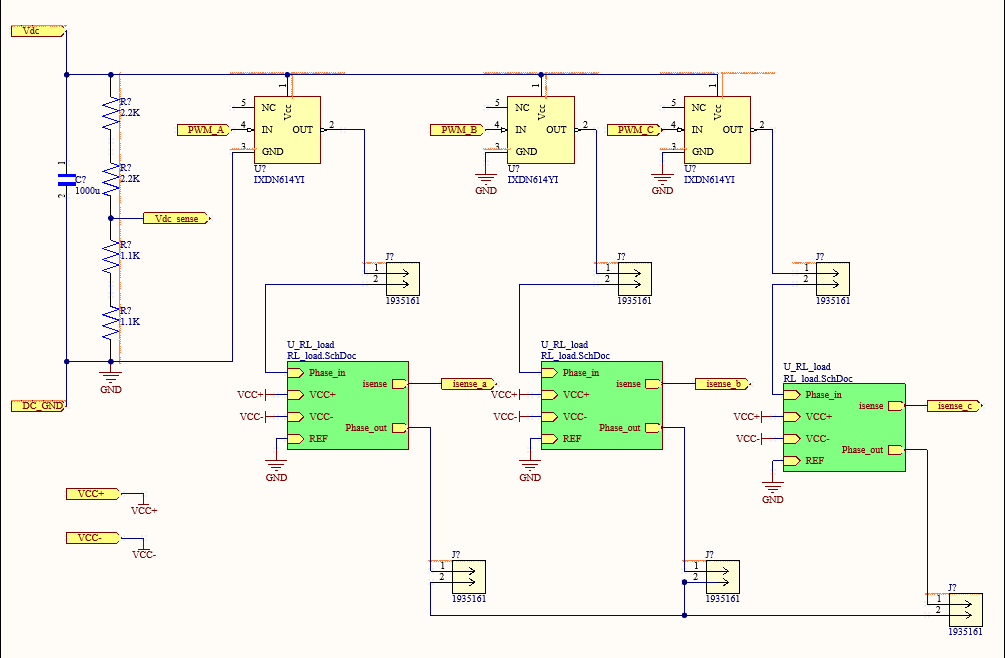 Vdc
R?
2.2K
R?
2.2K
1
C?
1000u
2
Vdc_sense
R?
1.1K
R?
1.1K
GND
DC_GND
PWM_A
5
NC
4
IN
3
GND
1
Vcc
OUT
2
U?
IXDN614YI
PWM_B
5
NC
4
IN
3
GND
1
Vcc
OUT
2
U?
IXDN614YI
GND
PWM_C
5
NC
4
IN
3
GND
1
Vcc
OUT
2
U?
IXDN614YI
GND
J?
1
2
1935161
J?
1
2
1935161
J?
1
2
1935161
U_RL_load
RL_load.SchDoc
Phase_in
isense
isense_a
VCC+
VCC+
VCC-
VCC-
Phase_out
REF
GND
U_RL_load
RL_load.SchDoc
Phase_in
isense
isense_b
VCC+
VCC+
VCC-
VCC-
Phase_out
REF
GND
U_RL_load
RL_load.SchDoc
Phase_in
isense
isense_c
VCC+
VCC+
VCC-
VCC-
Phase_out
REF
GND
VCC+
VCC+
VCC-
VCC-
J?
1
2
1935161
J?
1
2
1935161
J?
1
2
1935161